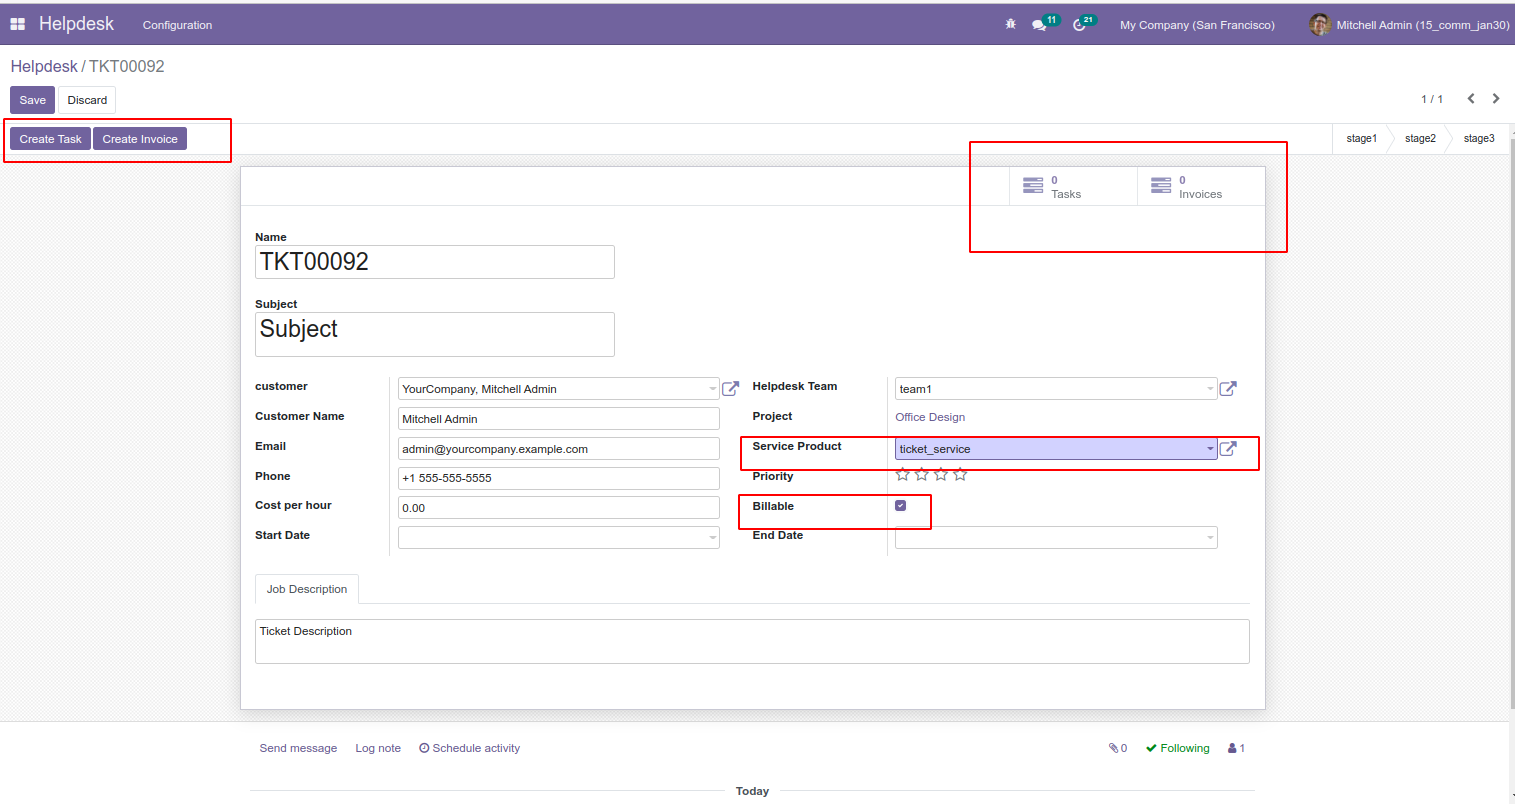 Helpdesk Configuration 11 21 My Company (San Francisco) Mitchell Admin (15_comm_jan30)
Helpdesk / TKT00092
Save Discard 1 / 1
Create Task Create Invoice stage1 stage2 stage3
0 0
Tasks Invoices
Name
TKT00092
Subject
Subject
customer YourCompany, Mitchell Admin Helpdesk Team team1
Customer Name Mitchell Admin Project Office Design
Email admin@yourcompany.example.com Service Product ticket_service
Phone +1 555-555-5555 Priority
Cost per hour 0.00 Billable
Start Date End Date
Job Description
Ticket Description
Send message Log note Schedule activity 0 Following 1
Today